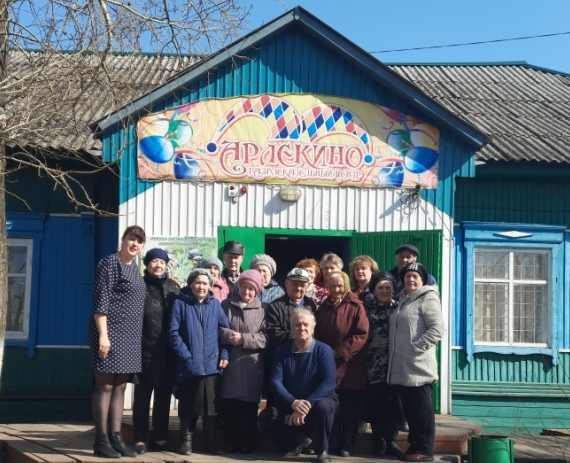 АРЛЕКИНО
РАЗВЛЕКАТЕЛЬНЫЙ ЦЕНТР